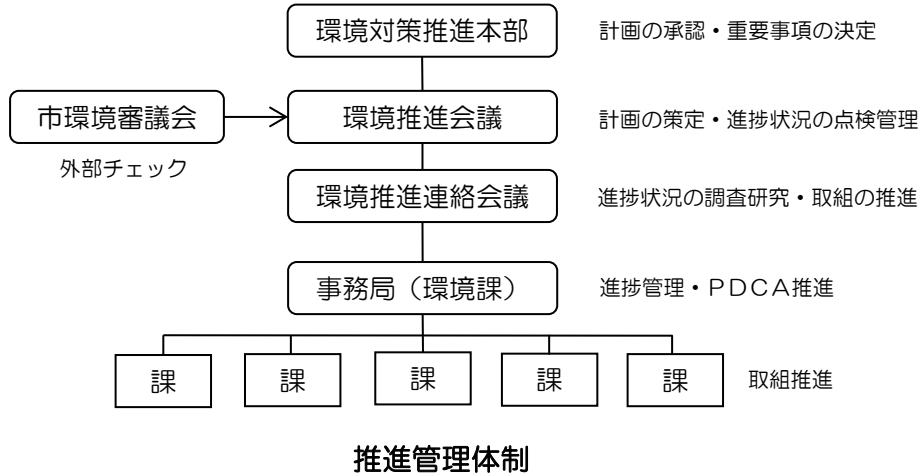 環境対策推進本部
計画の承認・重要事項の決定
市環境審議会
環境推進会議
計画の策定・進捗状況の点検管理
外部チェック
環境推進連絡会議
進捗状況の調査研究・取組の推進
事務局（環境課）
進捗管理・ＰＤＣＡ推進
課
課
課
課
課
取組推進
推進管理体制